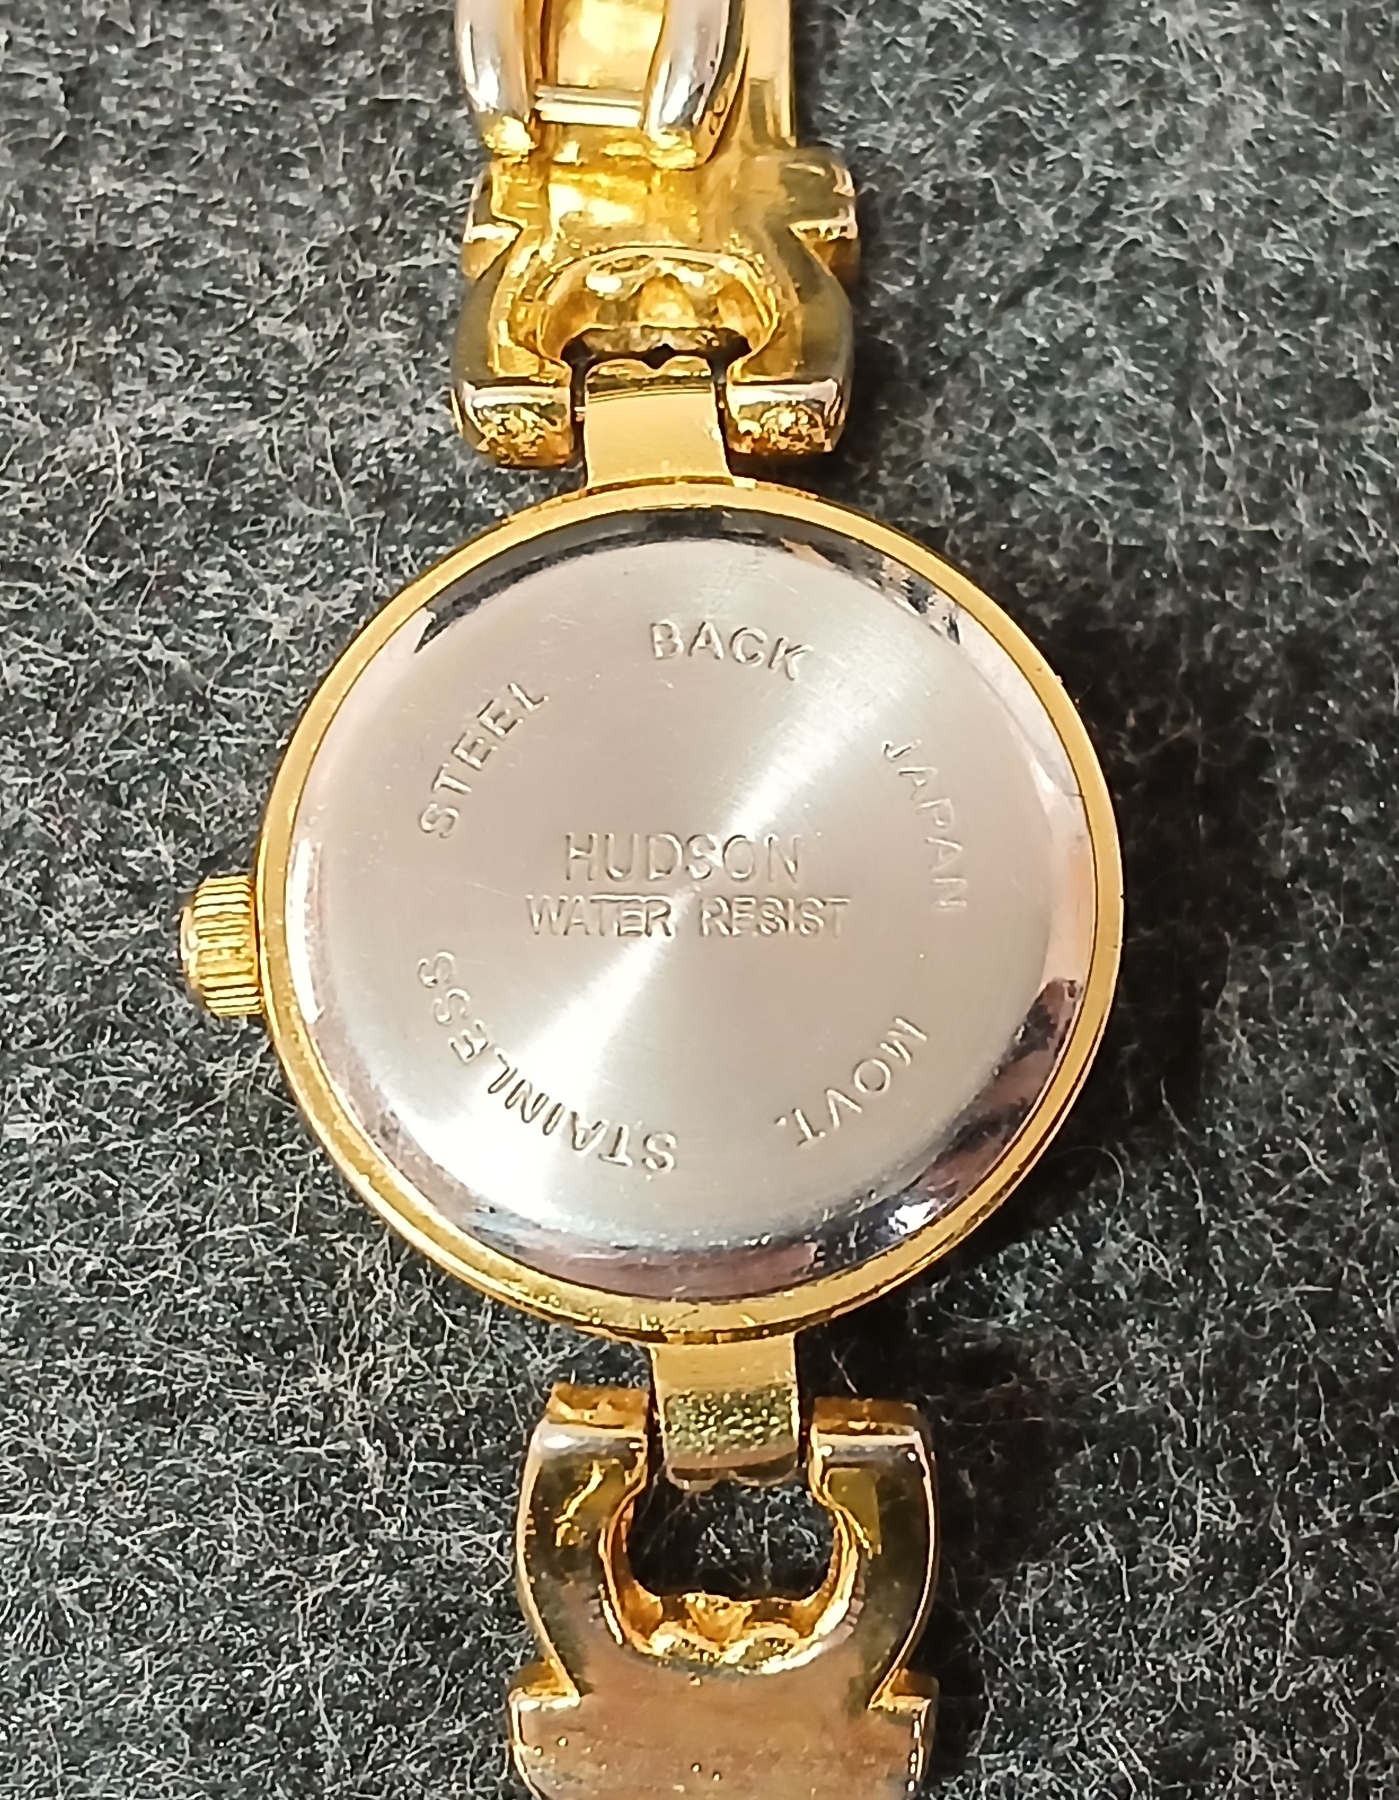 HUDSON
WATER RESIST
STAINLESS STEEL BACK
JAPAN MOVT.